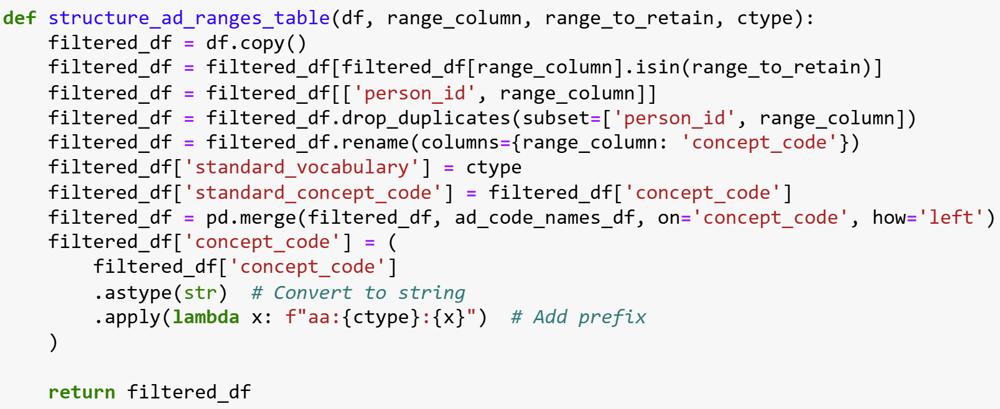 def structure_ad_ranges_table(df, range_column, range_to_retain, ctype):
    filtered_df = df.copy()
    filtered_df = filtered_df[filtered_df[range_column].isin(range_to_retain)]
    filtered_df = filtered_df[['person_id', range_column]]
    filtered_df = filtered_df.drop_duplicates(subset=['person_id', range_column])
    filtered_df = filtered_df.rename(columns={range_column: 'concept_code'})
    filtered_df['standard_vocabulary'] = ctype
    filtered_df['standard_concept_code'] = filtered_df['concept_code']
    filtered_df = pd.merge(filtered_df, ad_code_names_df, on='concept_code', how='left')
    filtered_df['concept_code'] = (
        filtered_df['concept_code']
        .astype(str)  # Convert to string
        .apply(lambda x: f"aa:{ctype}:{x}")  # Add prefix
    )
    return filtered_df